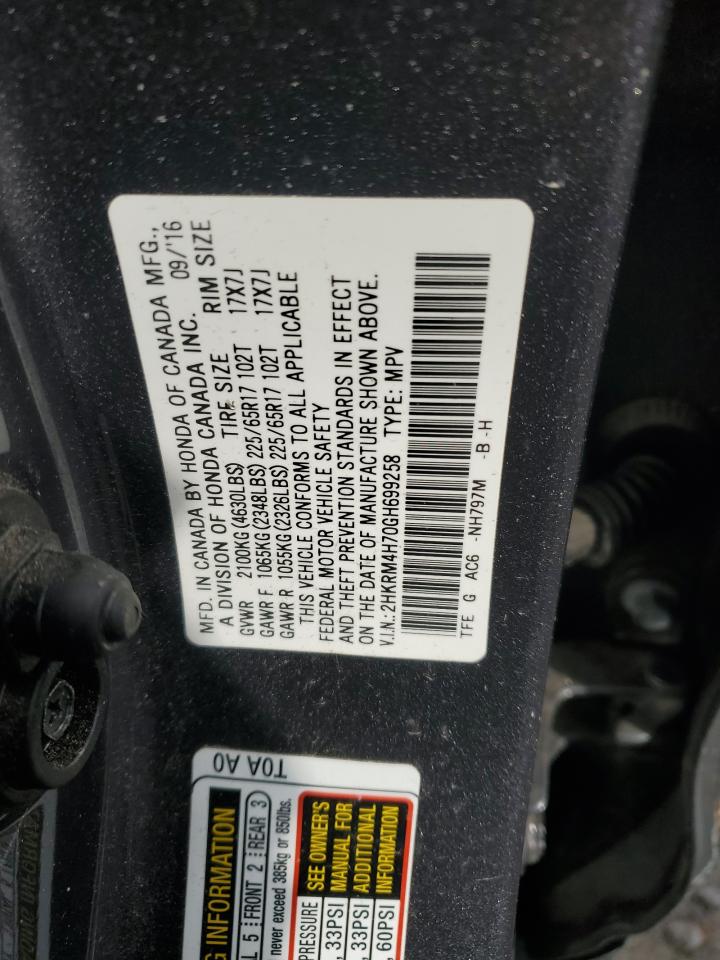 MFD. IN CANADA BY HONDA OF CANADA MFG.,
A DIVISION OF HONDA CANADA INC. 09/'16
TIRE SIZE RIM SIZE
GVWR 2100KG (4630LBS)
GAWR F 1065KG (2348LBS) 225/65R17 102T 17X7J
GAWR R 1055KG (2326LBS) 225/65R17 102T 17X7J
THIS VEHICLE CONFORMS TO ALL APPLICABLE
FEDERAL MOTOR VEHICLE SAFETY
AND THEFT PREVENTION STANDARDS IN EFFECT
ON THE DATE OF MANUFACTURE SHOWN ABOVE.
V.I.N.: 2HKRM4H70GH699258 TYPE: MPV
TFE G AC6 -NH797M -B -H
T0A A0
INFORMATION
5 FRONT 2 REAR 3
never exceed 385kg or 850lbs.
PRESSURE
33PSI
33PSI
60PSI
SEE OWNER'S
MANUAL FOR
ADDITIONAL
INFORMATION